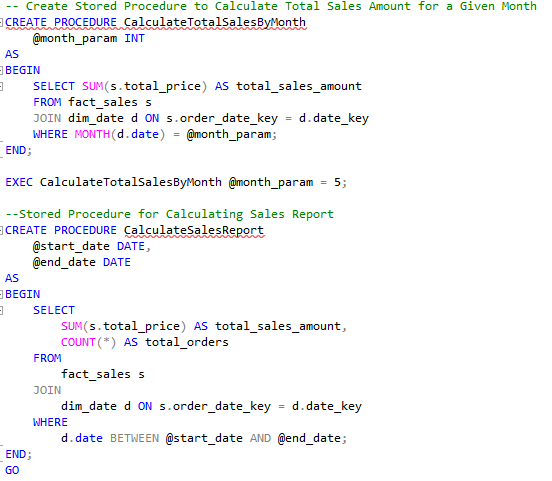 -- Create Stored Procedure to Calculate Total Sales Amount for a Given Month
CREATE PROCEDURE CalculateTotalSalesByMonth
    @month_param INT
AS
BEGIN
    SELECT SUM(s.total_price) AS total_sales_amount
    FROM fact_sales s
    JOIN dim_date d ON s.order_date_key = d.date_key
    WHERE MONTH(d.date) = @month_param;
END;

EXEC CalculateTotalSalesByMonth @month_param = 5;

--Stored Procedure for Calculating Sales Report
CREATE PROCEDURE CalculateSalesReport
    @start_date DATE,
    @end_date DATE
AS
BEGIN
    SELECT
        SUM(s.total_price) AS total_sales_amount,
        COUNT(*) AS total_orders
    FROM
        fact_sales s
    JOIN
        dim_date d ON s.order_date_key = d.date_key
    WHERE
        d.date BETWEEN @start_date AND @end_date;
END;
GO